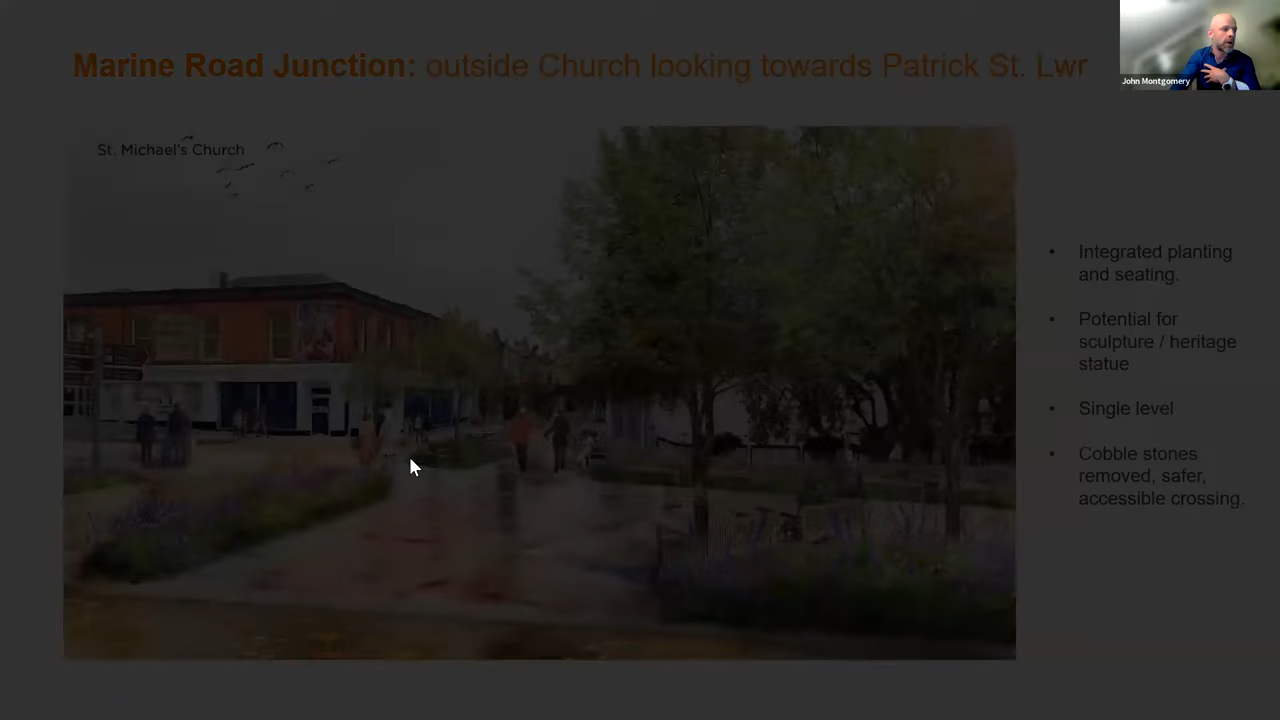 Marine Road Junction: outside Church looking towards Patrick St. Lwr
John Montgomery
St. Michael's Church
• Integrated planting
and seating.
• Potential for
sculpture / heritage
statue
• Single level
• Cobble stones
removed, safer,
accessible crossing.